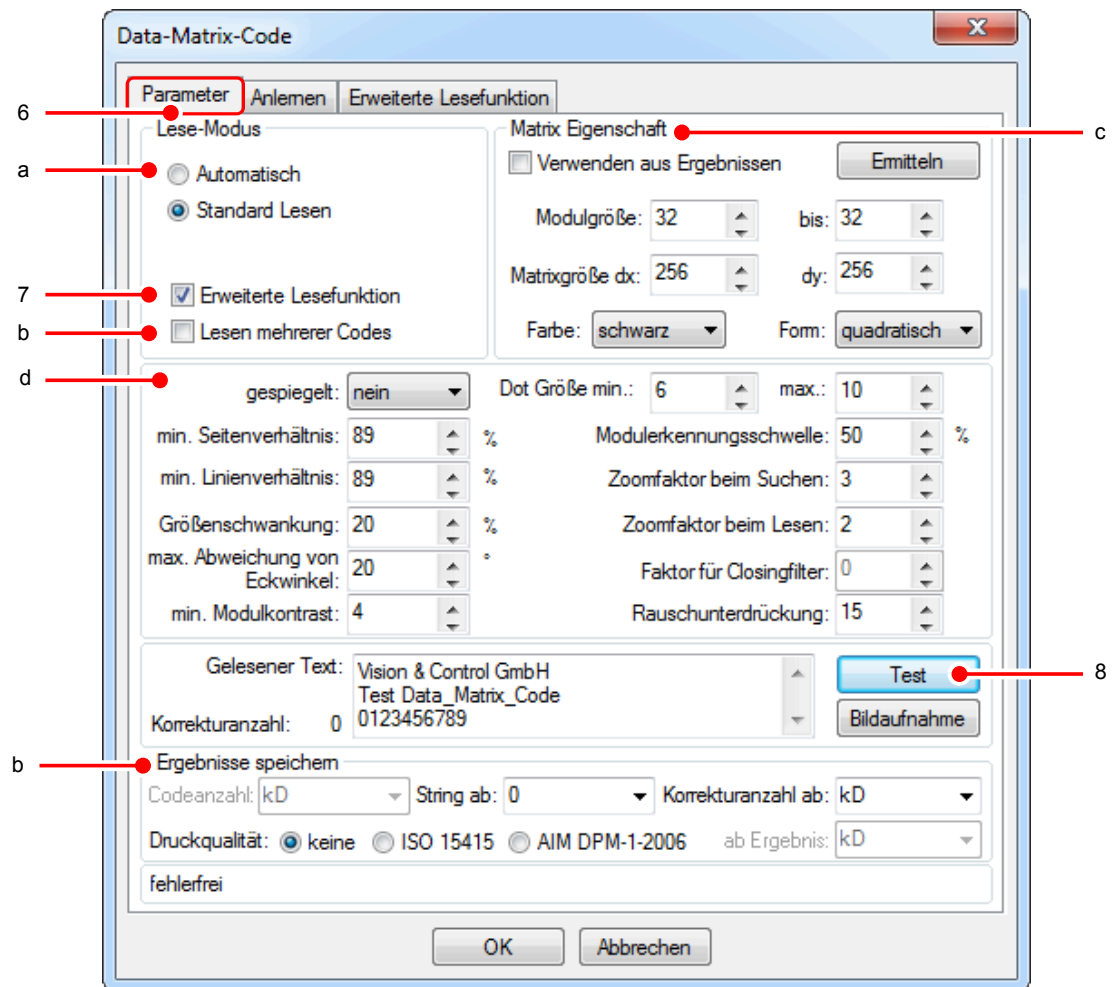 Data-Matrix-Code
Parameter Anlernen Erweiterte Lesefunktion
6
Lese-Modus
Matrix Eigenschaft
c
a
Automatisch
Verwenden aus Ergebnissen Ermitteln
Standard Lesen
Modulgröße: 32 bis: 32
Matrixgröße dx: 256 dy: 256
7
Erweiterte Lesefunktion
b
Lesen mehrerer Codes
Farbe: schwarz Form: quadratisch
d
gespiegelt: nein Dot Größe min.: 6 max.: 10
min. Seitenverhältnis: 89 % Modulerkennungsschwelle: 50 %
min. Linienverhältnis: 89 % Zoomfaktor beim Suchen: 3
Größenschwankung: 20 % Zoomfaktor beim Lesen: 2
max. Abweichung von
Eckwinkel: 20 ° Faktor für Closingfilter: 0
min. Modulkontrast: 4 Rauschunterdrückung: 15
Gelesener Text: Vision & Control GmbH
Test Data_Matrix_Code
0123456789
Korrekturanzahl: 0
Test
8
Bildaufnahme
b
Ergebnisse speichern
Codeanzahl: kD String ab: 0 Korrekturanzahl ab: kD
Druckqualität: keine ISO 15415 AIM DPM-1-2006 ab Ergebnis: kD
fehlerfrei
OK Abbrechen